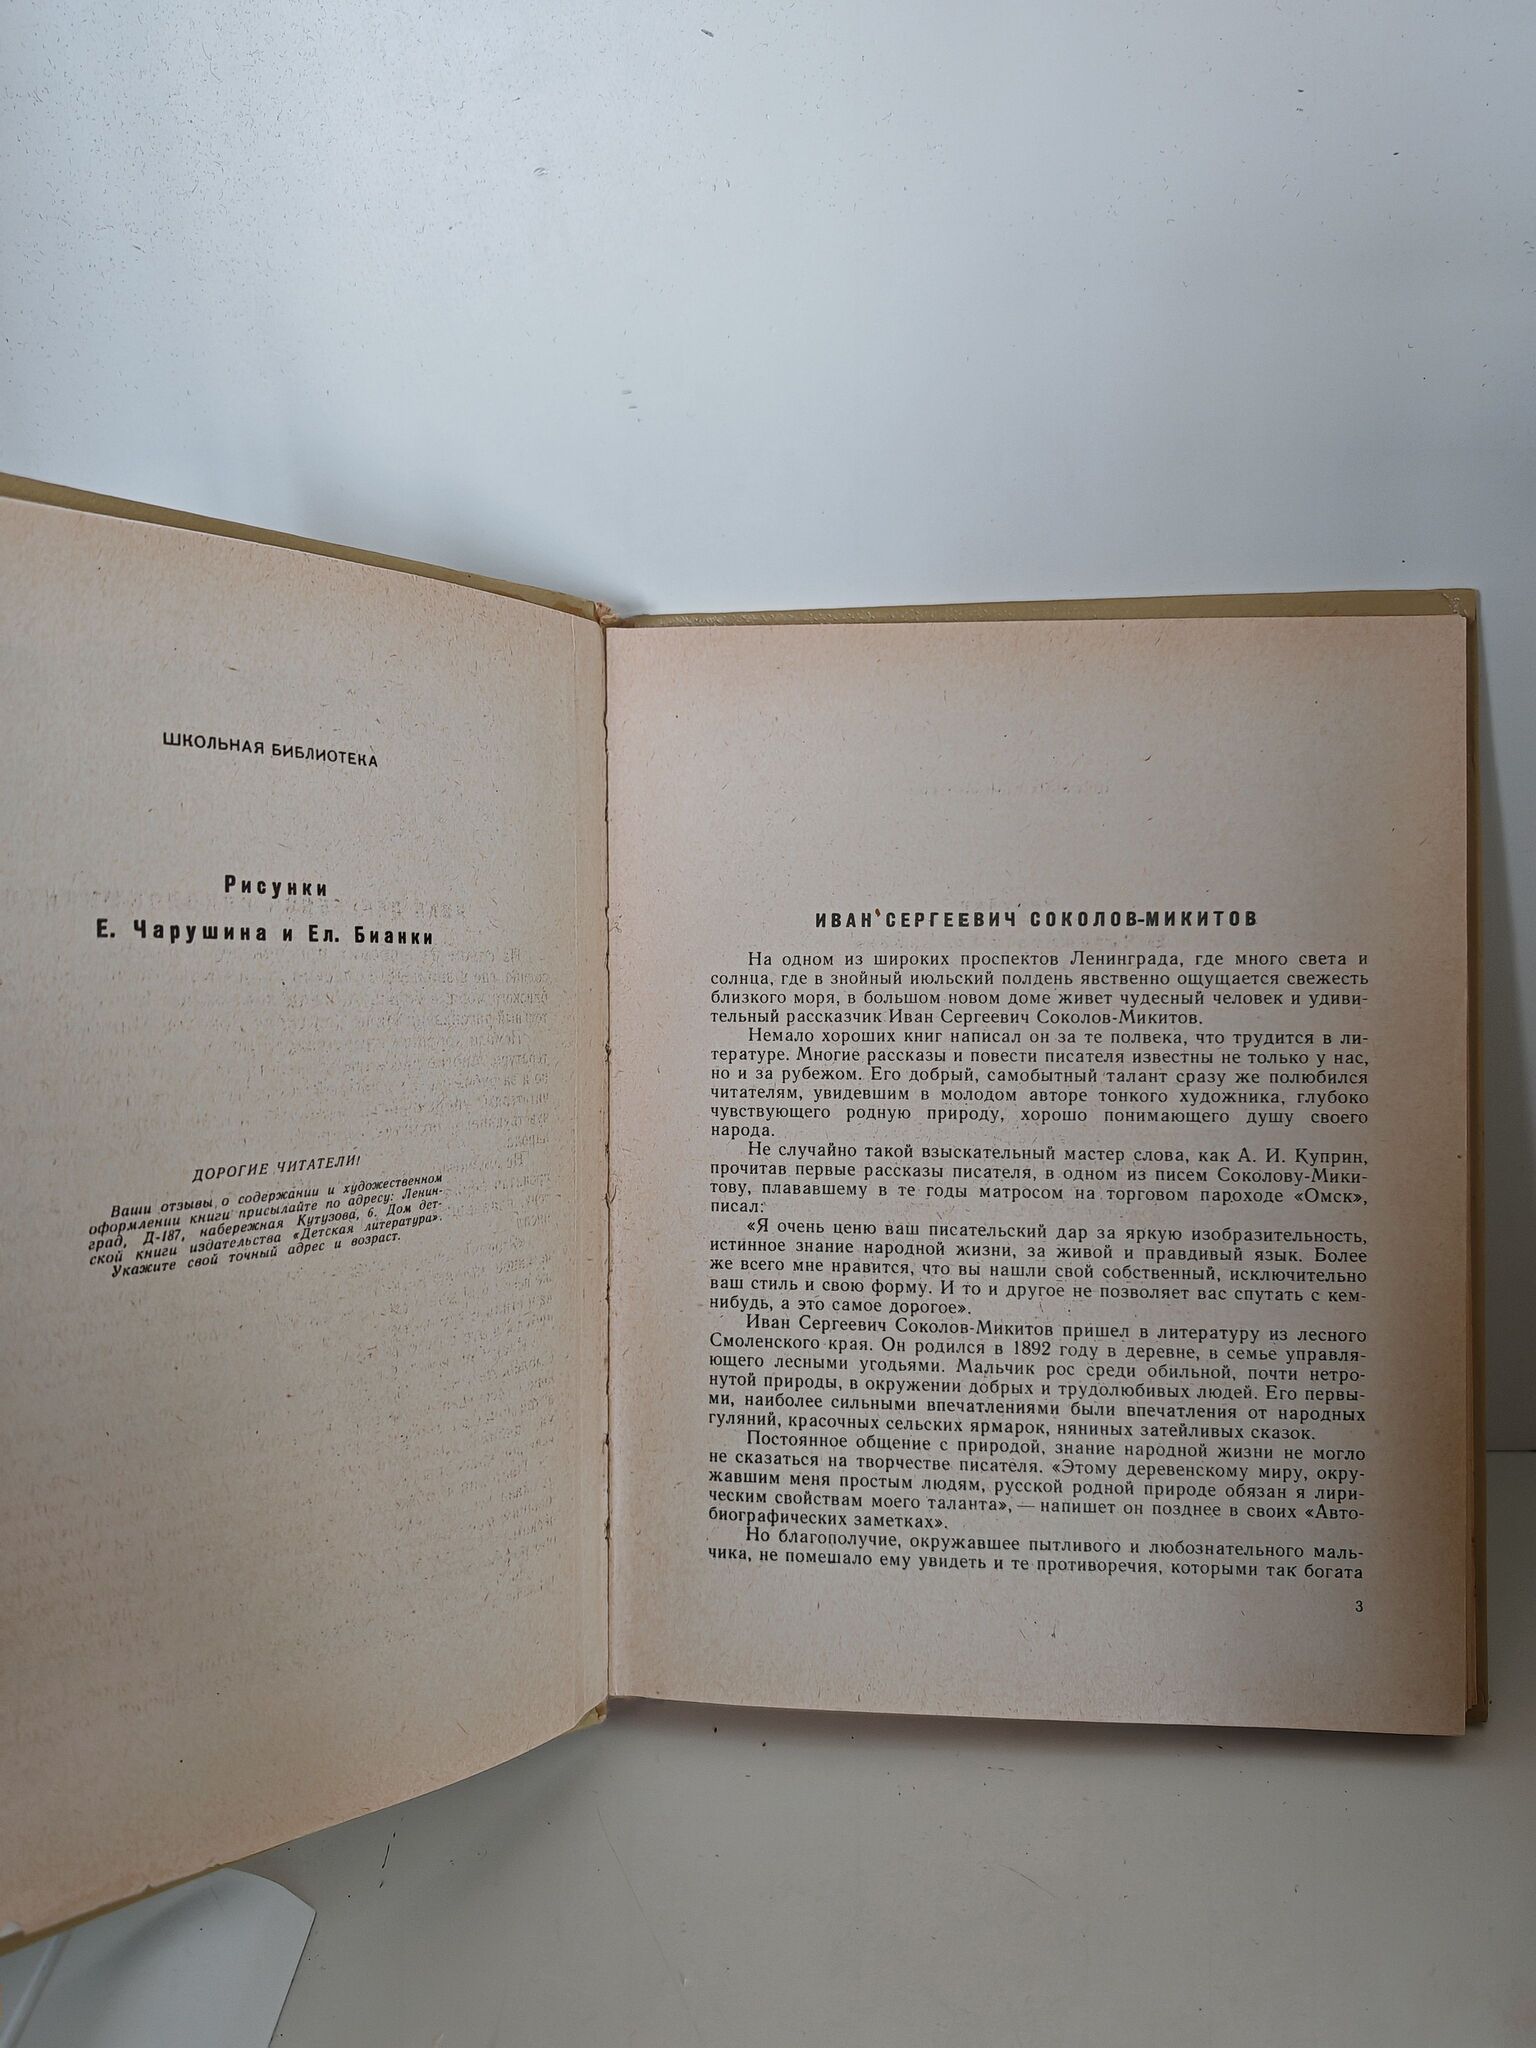 ШКОЛЬНАЯ БИБЛИОТЕКА
Рисунки
Е. Чарушина и Ел. Бианки
ДОРОГИЕ ЧИТАТЕЛИ!
Ваши отзывы о содержании и художественном
оформлении книги присылайте по адресу: Ленин-
град, Д-187, набережная Кутузова, 6. Дом дет-
ской книги издательства «Детская литература».
Укажите свой точный адрес и возраст.
ИВАН СЕРГЕЕВИЧ СОКОЛОВ-МИКИТОВ
На одном из широких проспектов Ленинграда, где много света и
солнца, где в знойный июльский полдень явственно ощущается свежесть
близкого моря, в большом новом доме живет чудесный человек и удиви-
тельный рассказчик Иван Сергеевич Соколов-Микитов.
Немало хороших книг написал он за те полвека, что трудится в ли-
тературе. Многие рассказы и повести писателя известны не только у нас,
но и за рубежом. Его добрый, самобытный талант сразу же полюбился
читателям, увидевшим в молодом авторе тонкого художника, глубоко
чувствующего родную природу, хорошо понимающего душу своего
народа.
Не случайно такой взыскательный мастер слова, как А. И. Куприн,
прочитав первые рассказы писателя, в одном из писем Соколову-Мики-
тову, плававшему в те годы матросом на торговом пароходе «Омск»,
писал:
«Я очень ценю ваш писательский дар за яркую изобразительность,
истинное знание народной жизни, за живой и правдивый язык. Более
же всего мне нравится, что вы нашли свой собственный, исключительно
ваш стиль и свою форму. И то и другое не позволяет вас спутать с кем-
нибудь, а это самое дорогое».
Иван Сергеевич Соколов-Микитов пришел в литературу из лесного
Смоленского края. Он родился в 1892 году в деревне, в семье управля-
ющего лесными угодьями. Мальчик рос среди обильной, почти нетро-
нутой природы, в окружении добрых и трудолюбивых людей. Его первы-
ми, наиболее сильными впечатлениями были впечатления от народных
гуляний, красочных сельских ярмарок, няниных затейливых сказок.
Постоянное общение с природой, знание народной жизни не могло
не сказаться на творчестве писателя. «Этому деревенскому миру, окру-
жавшим меня простым людям, русской родной природе обязан я лири-
ческим свойствам моего таланта», — напишет он позднее в своих «Авто-
биографических заметках».
Но благополучие, окружавшее пытливого и любознательного маль-
чика, не помешало ему увидеть и те противоречия, которыми так богата
3